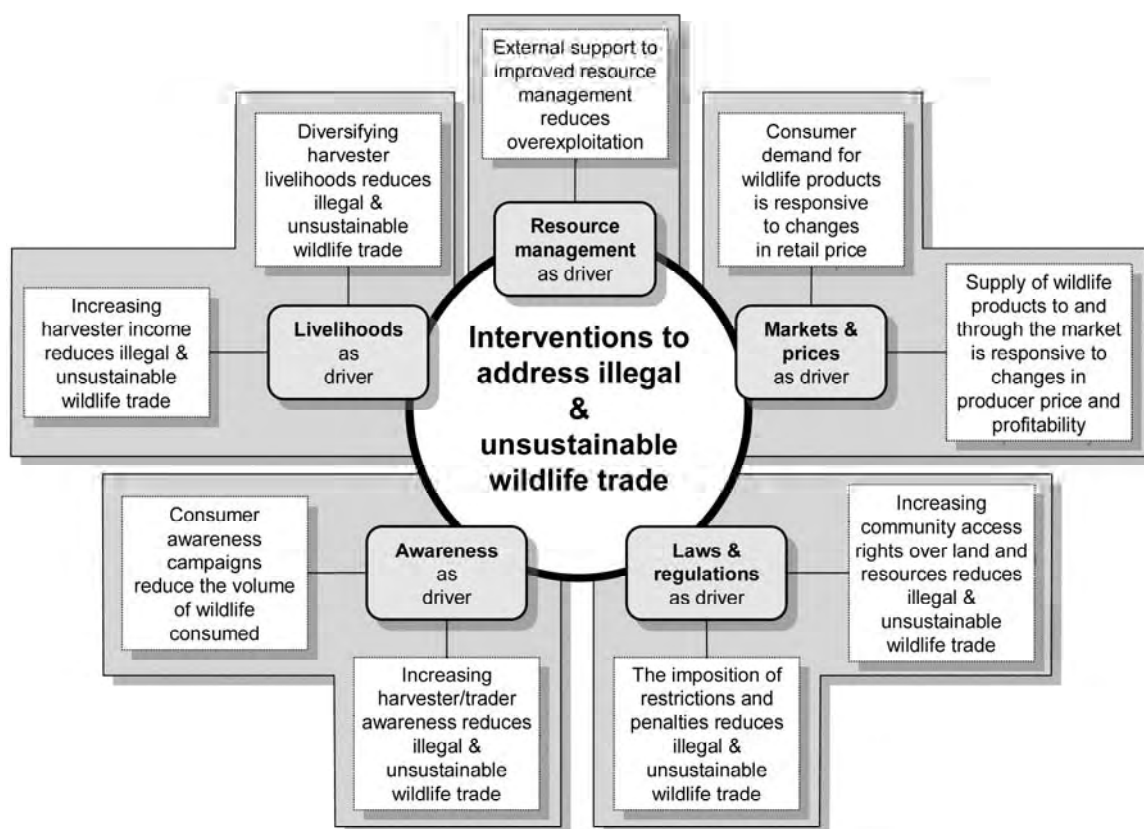 External support to
improved resource
management
reduces
overexploitation
Resource
management
as driver
Diversifying
harvester
livelihoods reduces
illegal &
unsustainable
wildlife trade
Increasing
harvester income
reduces illegal &
unsustainable
wildlife trade
Livelihoods
as
driver
Interventions to
address illegal
&
unsustainable
wildlife trade
Consumer
demand for
wildlife products
is responsive
to changes
in retail price
Markets &
prices
as driver
Supply of wildlife
products to and
through the market
is responsive to
changes in
producer price and
profitability
Consumer
awareness
campaigns
reduce the volume
of wildlife
consumed
Awareness
as
driver
Increasing
harvester/trader
awareness reduces
illegal &
unsustainable
wildlife trade
Laws &
regulations
as driver
Increasing
community access
rights over land and
resources reduces
illegal &
unsustainable
wildlife trade
The imposition of
restrictions and
penalties reduces
illegal &
unsustainable
wildlife trade